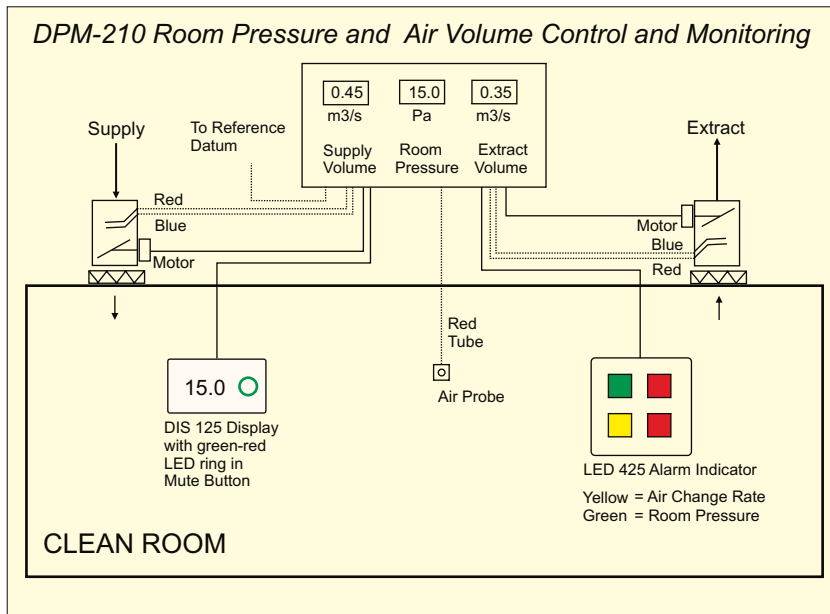 DPM-210 Room Pressure and Air Volume Control and Monitoring
0.45
m3/s
15.0
Pa
0.35
m3/s
Supply
Volume
Room
Pressure
Extract
Volume
To Reference
Datum
Supply
Extract
Red
Blue
Motor
Motor
Blue
Red
Red
Tube
Air Probe
15.0
DIS 125 Display
with green-red
LED ring in
Mute Button
LED 425 Alarm Indicator
Yellow = Air Change Rate
Green = Room Pressure
CLEAN ROOM